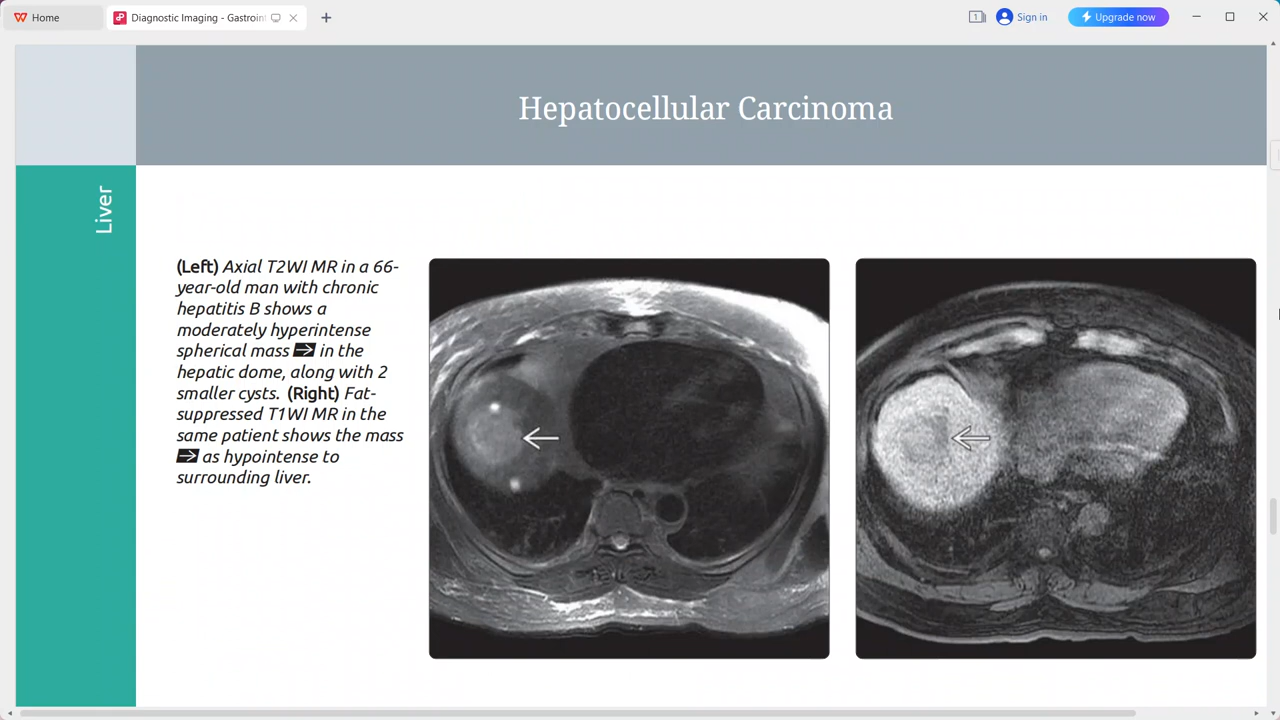 Home
Diagnostic Imaging - Gastroint
1
Sign in
Upgrade now
Hepatocellular Carcinoma
Liver
(Left) Axial T2WI MR in a 66-
year-old man with chronic
hepatitis B shows a
moderately hyperintense
spherical mass in the
hepatic dome, along with 2
smaller cysts. (Right) Fat-
suppressed T1WI MR in the
same patient shows the mass
as hypointense to
surrounding liver.